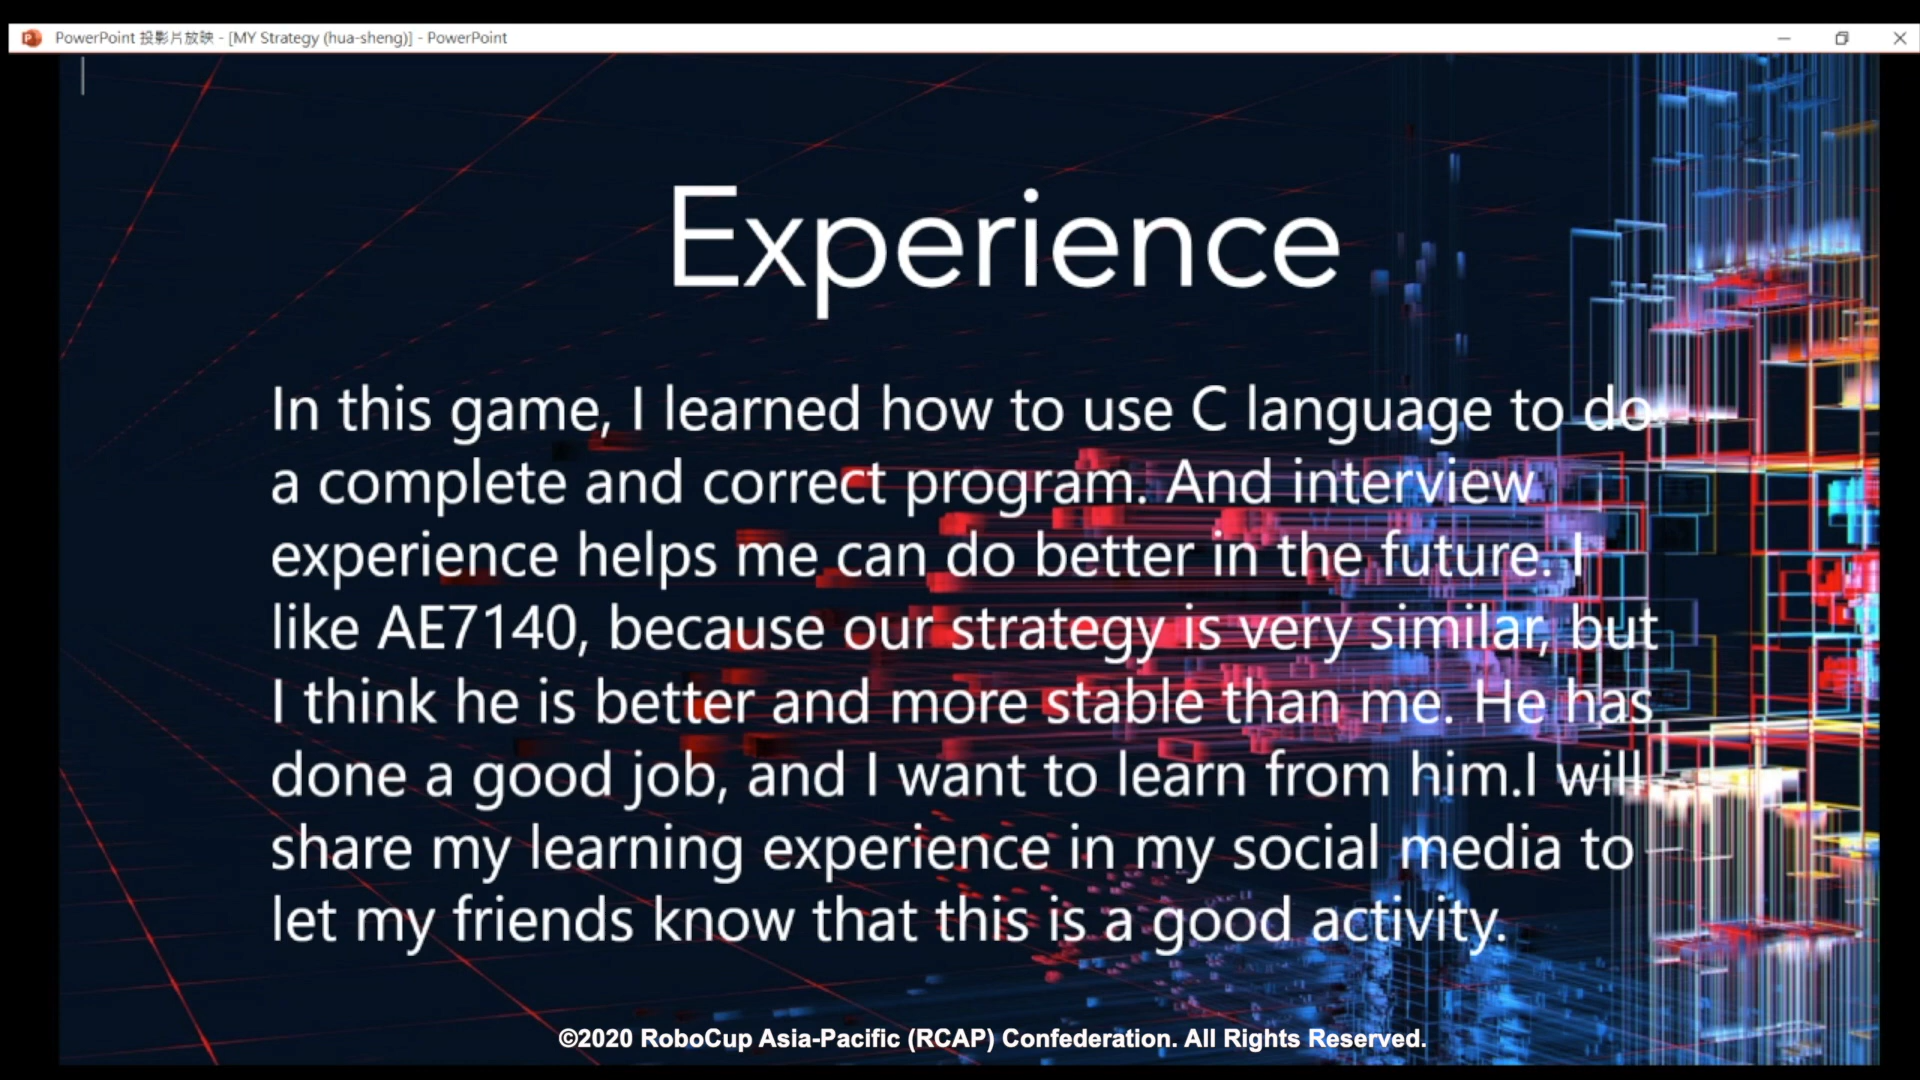 PowerPoint 投影片放映 - [MY Strategy (hua-sheng)] - PowerPoint
Experience
In this game, I learned how to use C language to do
a complete and correct program. And interview
experience helps me can do better in the future. I
like AE7140, because our strategy is very similar, but
I think he is better and more stable than me. He has
done a good job, and I want to learn from him.I will
share my learning experience in my social media to
let my friends know that this is a good activity.
©2020 RoboCup Asia-Pacific (RCAP) Confederation. All Rights Reserved.